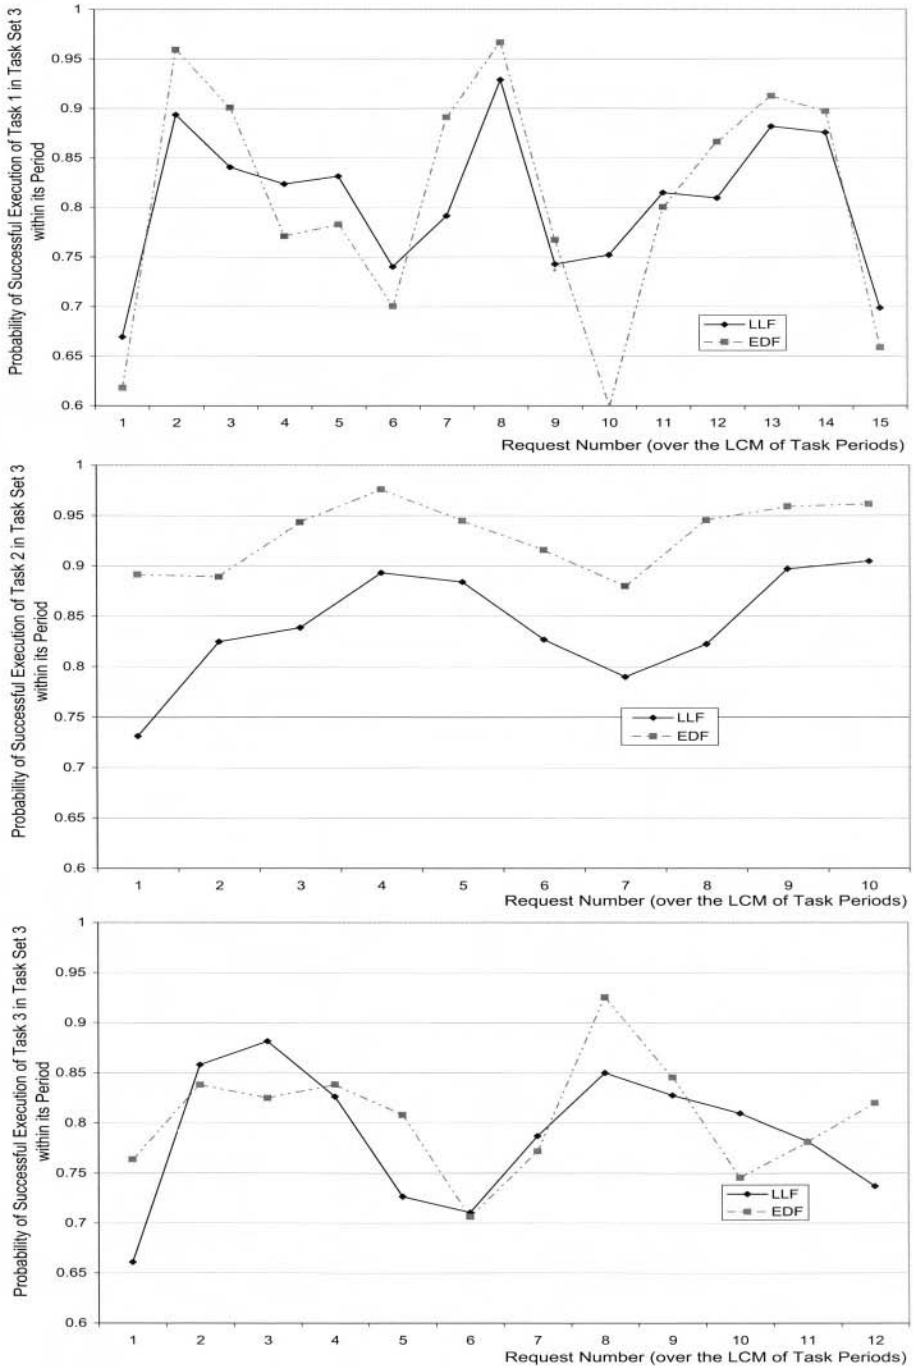 Probability of Successful Execution of Task 1 in Task Set 3
within its Period
1
0.95
0.9
0.85
0.8
0.75
0.7
0.65
0.6
LLF
EDF
1 2 3 4 5 6 7 8 9 10 11 12 13 14 15
Request Number (over the LCM of Task Periods)
Probability of Successful Execution of Task 2 in Task Set 3
within its Period
1
0.95
0.9
0.85
0.8
0.75
0.7
0.65
0.6
LLF
EDF
1 2 3 4 5 6 7 8 9 10
Request Number (over the LCM of Task Periods)
Probability of Successful Execution of Task 3 in Task Set 3
within its Period
1
0.95
0.9
0.85
0.8
0.75
0.7
0.65
0.6
LLF
EDF
1 2 3 4 5 6 7 8 9 10 11 12
Request Number (over the LCM of Task Periods)